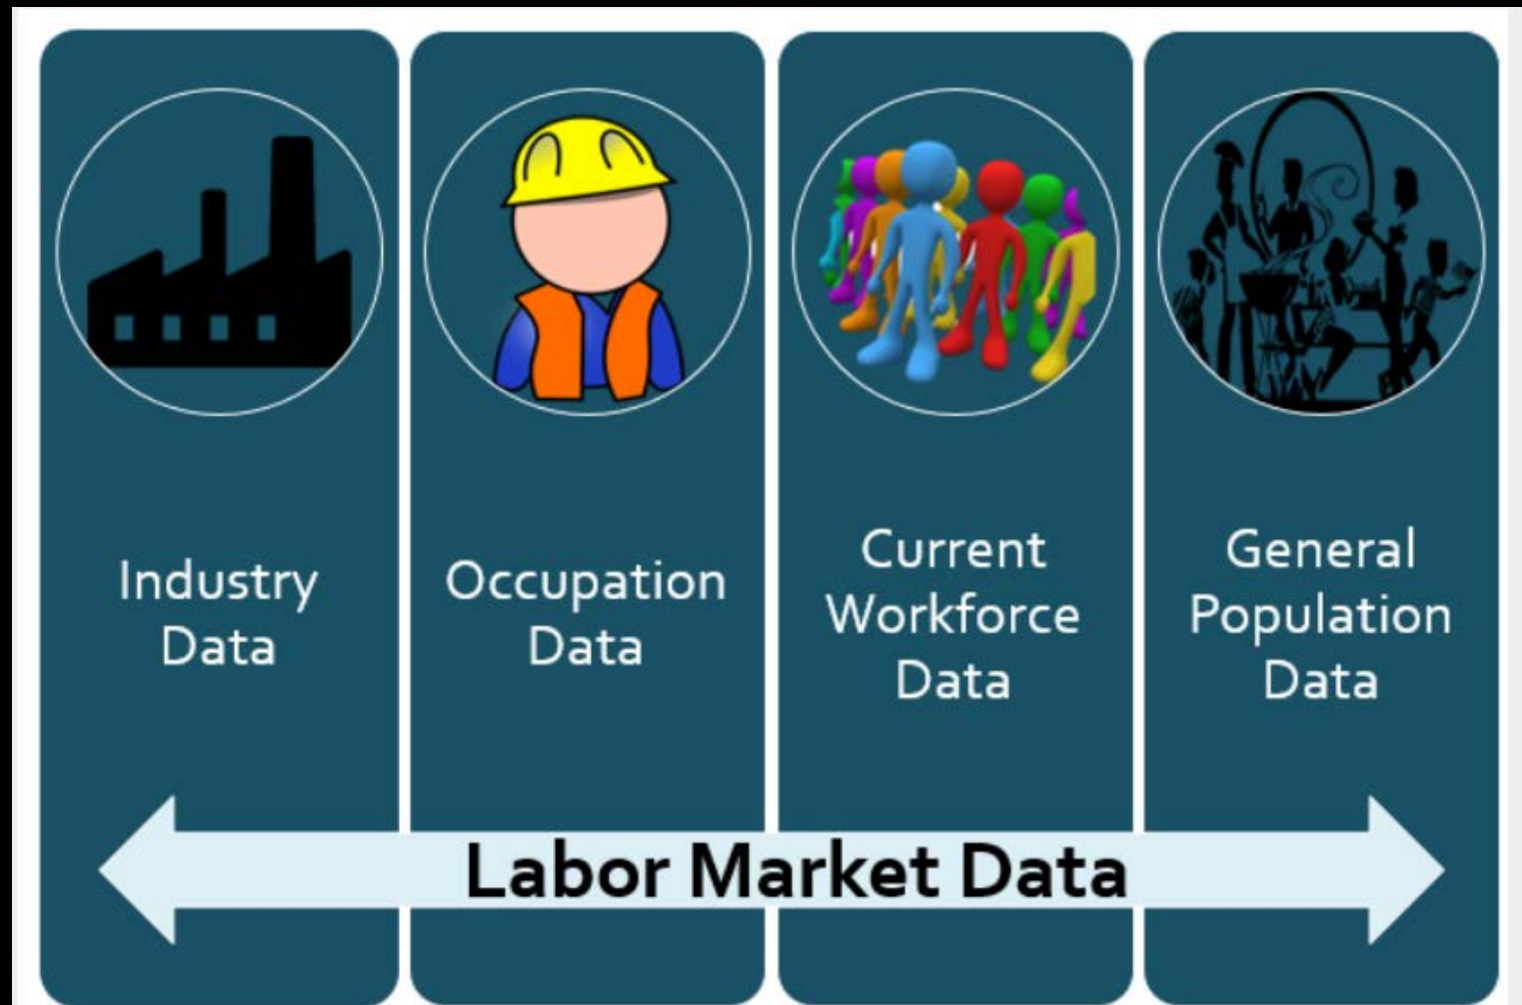 Industry
Data
Occupation
Data
Current
Workforce
Data
General
Population
Data
Labor Market Data